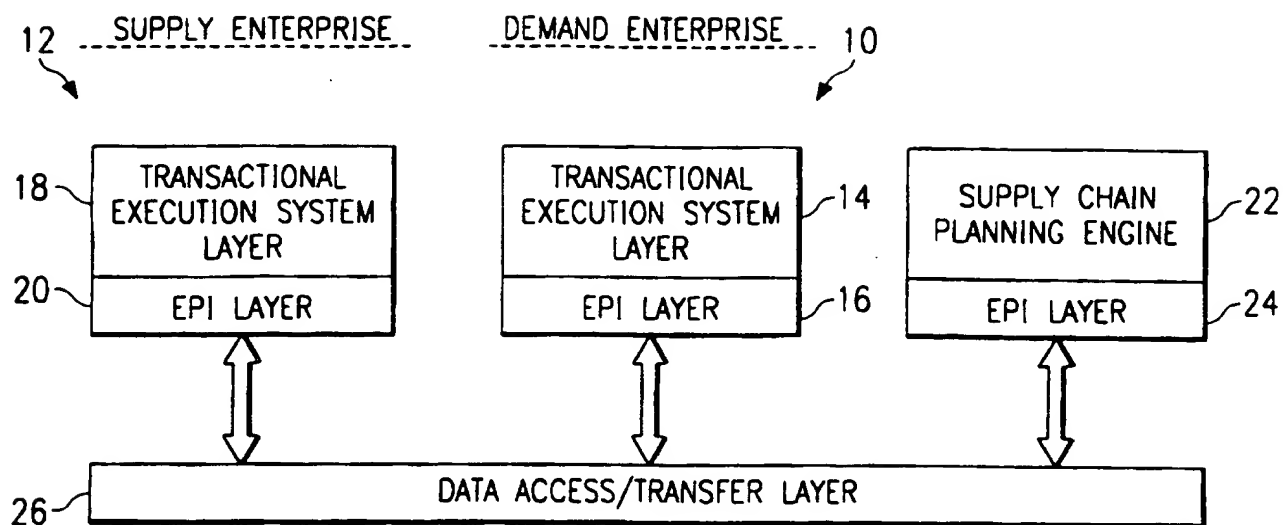 SUPPLY ENTERPRISE
DEMAND ENTERPRISE
12
10
18
TRANSACTIONAL
EXECUTION SYSTEM
LAYER
20
EPI LAYER
TRANSACTIONAL
EXECUTION SYSTEM
LAYER
14
EPI LAYER
16
SUPPLY CHAIN
PLANNING ENGINE
22
EPI LAYER
24
26
DATA ACCESS/TRANSFER LAYER